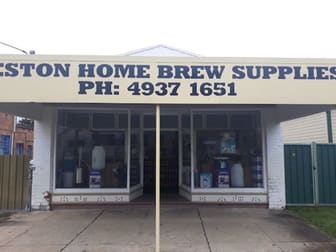 ESTON HOME BREW SUPPLIES
PH: 4937 1651